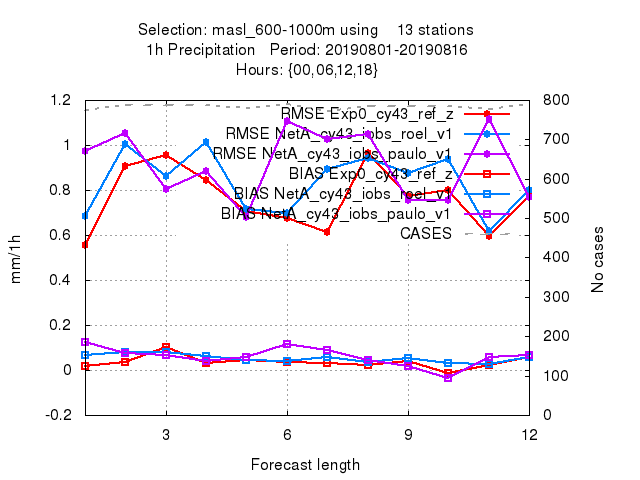 Selection: masl_600-1000m using    13 stations
1h Precipitation   Period: 20190801-20190816
Hours: {00,06,12,18}
1.2
1
0.8
0.6
0.4
0.2
0
-0.2
mm/1h
RMSE Exp0_cy43_ref_z
RMSE NetA_cy43_iobs_roel_v1
RMSE NetA_cy43_iobs_paulo_v1
BIAS Exp0_cy43_ref_z
BIAS NetA_cy43_iobs_roel_v1
BIAS NetA_cy43_iobs_paulo_v1
CASES
800
700
600
500
400
300
200
100
0
No cases
3 6 9 12
Forecast length